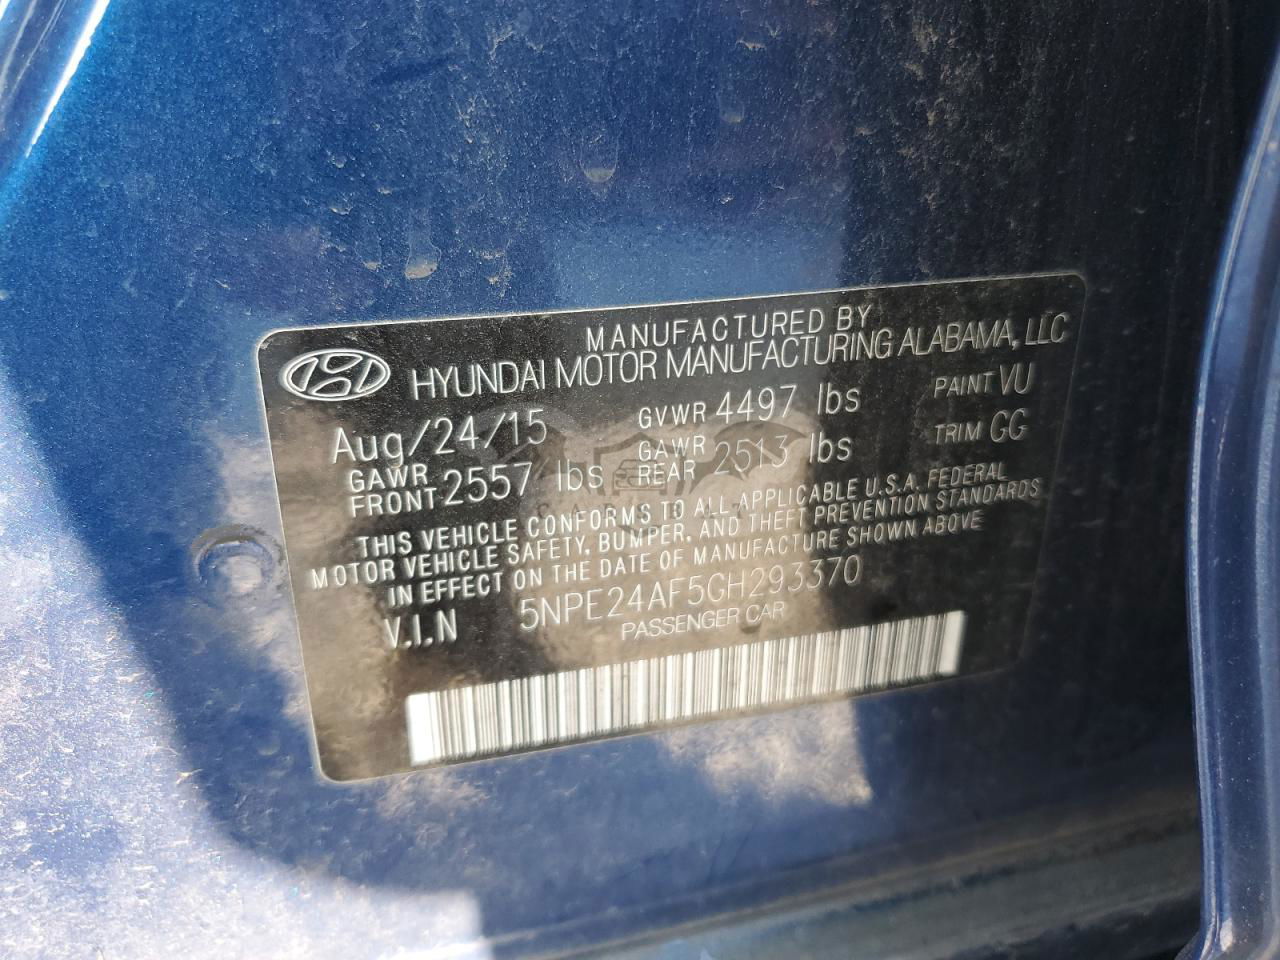 MANUFACTURED BY
HYUNDAI MOTOR MANUFACTURING ALABAMA, LLC
Aug/24/15 GVWR 4497 lbs PAINT VU
GAWR FRONT 2557 lbs GAWR REAR 2513 lbs TRIM GG
THIS VEHICLE CONFORMS TO ALL APPLICABLE U.S.A. FEDERAL
MOTOR VEHICLE SAFETY, BUMPER, AND THEFT PREVENTION STANDARDS
IN EFFECT ON THE DATE OF MANUFACTURE SHOWN ABOVE
V.I.N 5NPE24AF5GH293370
PASSENGER CAR